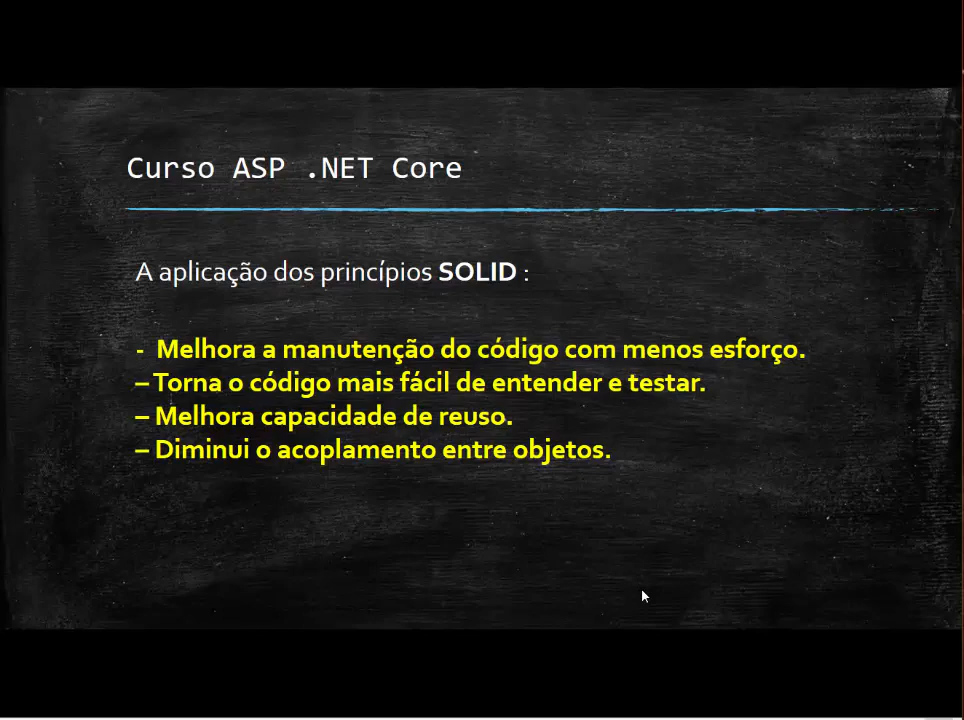 Curso ASP .NET Core
A aplicação dos princípios SOLID :
- Melhora a manutenção do código com menos esforço.
– Torna o código mais fácil de entender e testar.
– Melhora capacidade de reuso.
– Diminui o acoplamento entre objetos.